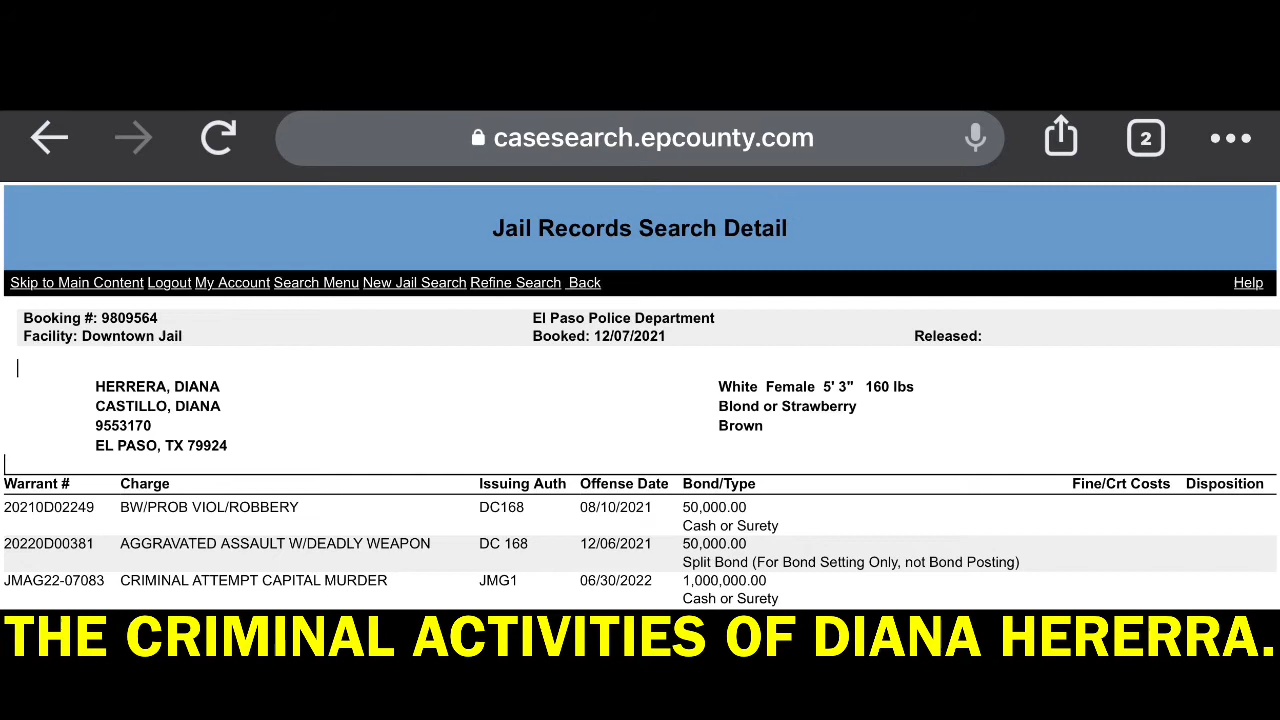 casesearch.epcounty.com 2
Jail Records Search Detail
Skip to Main Content Logout My Account Search Menu New Jail Search Refine Search Back Help
Booking #: 9809564 El Paso Police Department
Facility: Downtown Jail Booked: 12/07/2021 Released:
HERRERA, DIANA White Female 5' 3" 160 lbs
CASTILLO, DIANA Blond or Strawberry
9553170 Brown
EL PASO, TX 79924
Warrant # Charge Issuing Auth Offense Date Bond/Type Fine/Crt Costs Disposition
20210D02249 BW/PROB VIOL/ROBBERY DC168 08/10/2021 50,000.00
Cash or Surety
20220D00381 AGGRAVATED ASSAULT W/DEADLY WEAPON DC 168 12/06/2021 50,000.00
Split Bond (For Bond Setting Only, not Bond Posting)
JMAG22-07083 CRIMINAL ATTEMPT CAPITAL MURDER JMG1 06/30/2022 1,000,000.00
Cash or Surety
THE CRIMINAL ACTIVITIES OF DIANA HERERRA.